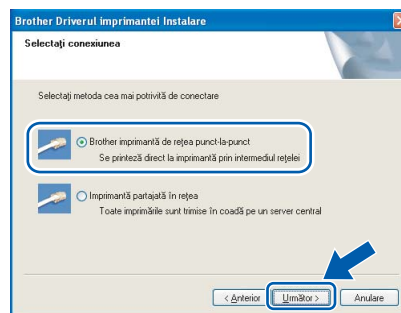 Brother Driverul imprimantei Instalare
Selectaţi conexiunea
Selectaţi metoda cea mai potrivită de conectare
Brother imprimantă de reţea punct-la-punct
Se printeză direct la imprimantă prin intermediul reţelei
Imprimantă partajată în reţea
Toate imprimările sunt trimise în coadă pe un server central
< Anterior Următor > Anulare